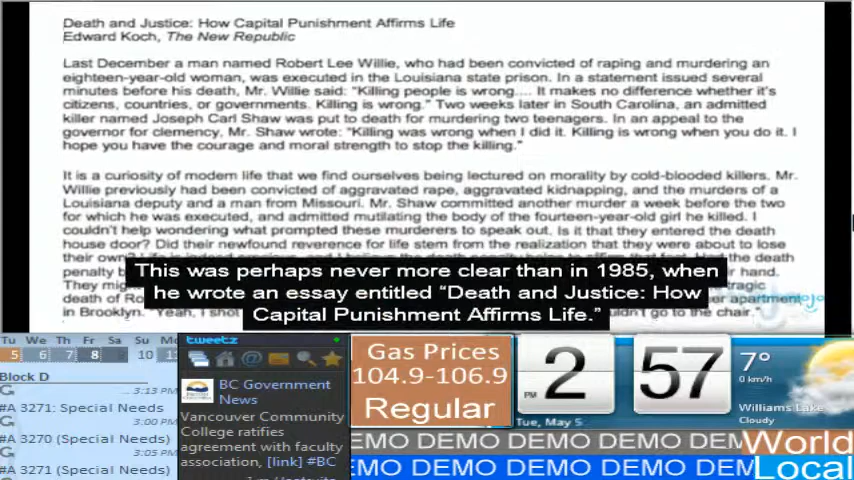 Death and Justice: How Capital Punishment Affirms Life
Edward Koch, The New Republic
Last December a man named Robert Lee Willie, who had been convicted of raping and murdering an
eighteen-year-old woman, was executed in the Louisiana state prison. In a statement issued several
minutes before his death, Mr. Willie said: “Killing people is wrong.... It makes no difference whether it's
citizens, countries, or governments. Killing is wrong.” Two weeks later in South Carolina, an admitted
killer named Joseph Carl Shaw was put to death for murdering two teenagers. In an appeal to the
governor for clemency, Mr. Shaw wrote: “Killing was wrong when I did it. Killing is wrong when you do it. I
hope you have the courage and moral strength to stop the killing.”
It is a curiosity of modern life that we find ourselves being lectured on morality by cold-blooded killers. Mr.
Willie previously had been convicted of aggravated rape, aggravated kidnapping, and the murders of a
Louisiana deputy and a man from Missouri. Mr. Shaw committed another murder a week before the two
for which he was executed, and admitted mutilating the body of the fourteen-year-old girl he killed. I
couldn't help wondering what prompted these murderers to speak out. Is it that they entered the death
house door? Did their newfound reverence for life stem from the realization that they were about to lose
their own?
penalty
They
death of
in Brooklyn. “Yeah, I shot
the death
hand.
tragic
apartment
go to the chair.”
This was perhaps never more clear than in 1985, when
he wrote an essay entitled “Death and Justice: How
Capital Punishment Affirms Life.”
Tu We Th Fr Sa Su M
5 6 7 8 10
Block D
... 3:13 PM
#A 3271: Special Needs
3:00 PM
#A 3270 (Special Needs)
3:05 PM
#A 3271 (Special Needs)
tweetz
BC Government
News
Vancouver Community
College ratifies
agreement with faculty
association, [link] #BC
Gas Prices
104.9-106.9
Regular
PM
2 57
Tue, May 5
7°
0 km/h
Williams Lake
Cloudy
EMO DEMO DEMO DEMO DEMO DEM
World
EMO DEMO DEMO DEMO DEMO DEM
Local